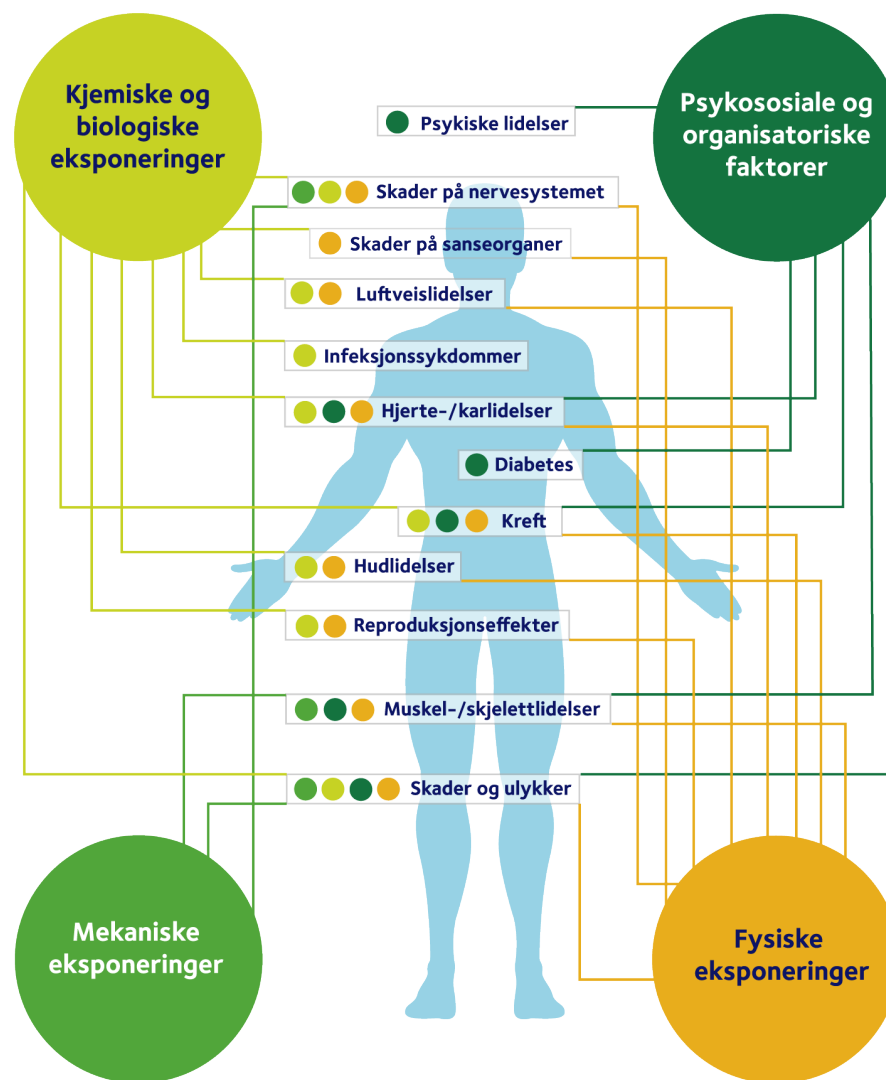 Kjemiske og
biologiske
eksponeringer
Psykososiale og
organisatoriske
faktorer
Psykiske lidelser
Skader på nervesystemet
Skader på sanseorganer
Luftveislidelser
Infeksjonssykdommer
Hjerte-/karlidelser
Diabetes
Kreft
Hudlidelser
Reproduksjonseffekter
Muskel-/skjelettlidelser
Skader og ulykker
Mekaniske
eksponeringer
Fysiske
eksponeringer